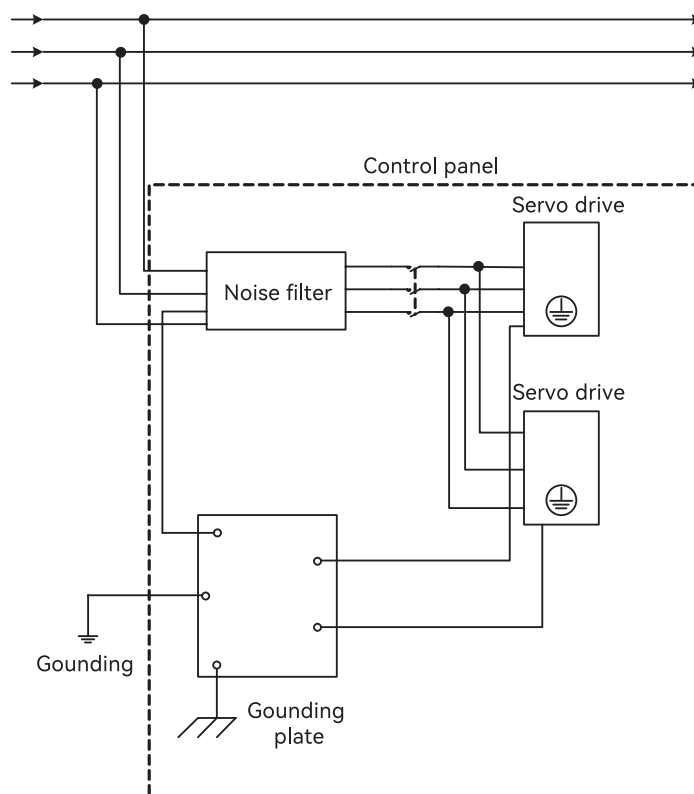 Control panel
Servo drive
Noise filter
Servo drive
Gounding
Gounding
plate